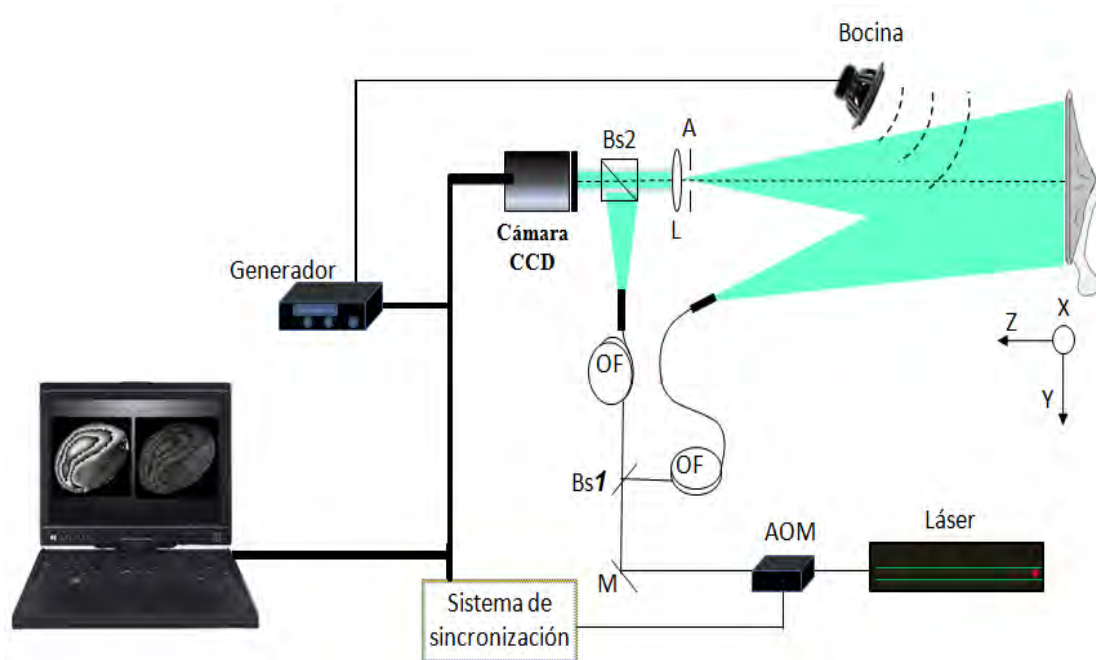 Bocina
A
Bs2
L
Cámara
CCD
Generador
X
Z
Y
OF
OF
Bs1
AOM
Láser
M
Sistema de
sincronización